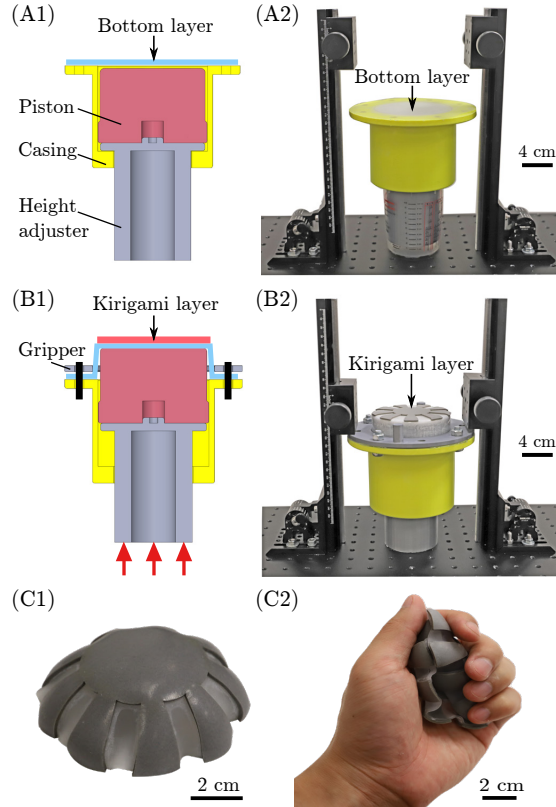 (A1)
Bottom layer
Piston
Casing
Height
adjuster
(A2)
Bottom layer
4 cm
(B1)
Kirigami layer
Gripper
(B2)
Kirigami layer
4 cm
(C1)
2 cm
(C2)
2 cm